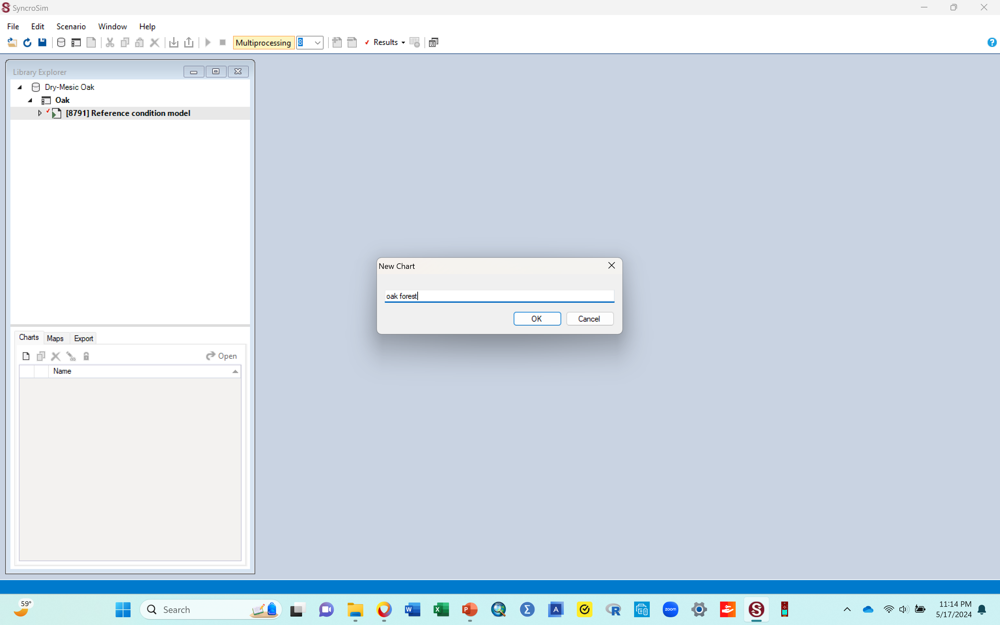 SyncroSim
File Edit Scenario Window Help
Multiprocessing 8 Results
Library Explorer
Dry-Mesic Oak
Oak
[8791] Reference condition model
New Chart
oak forest
OK Cancel
Charts Maps Export
Open
Name
59°
Search
zoom
11:14 PM
5/17/2024